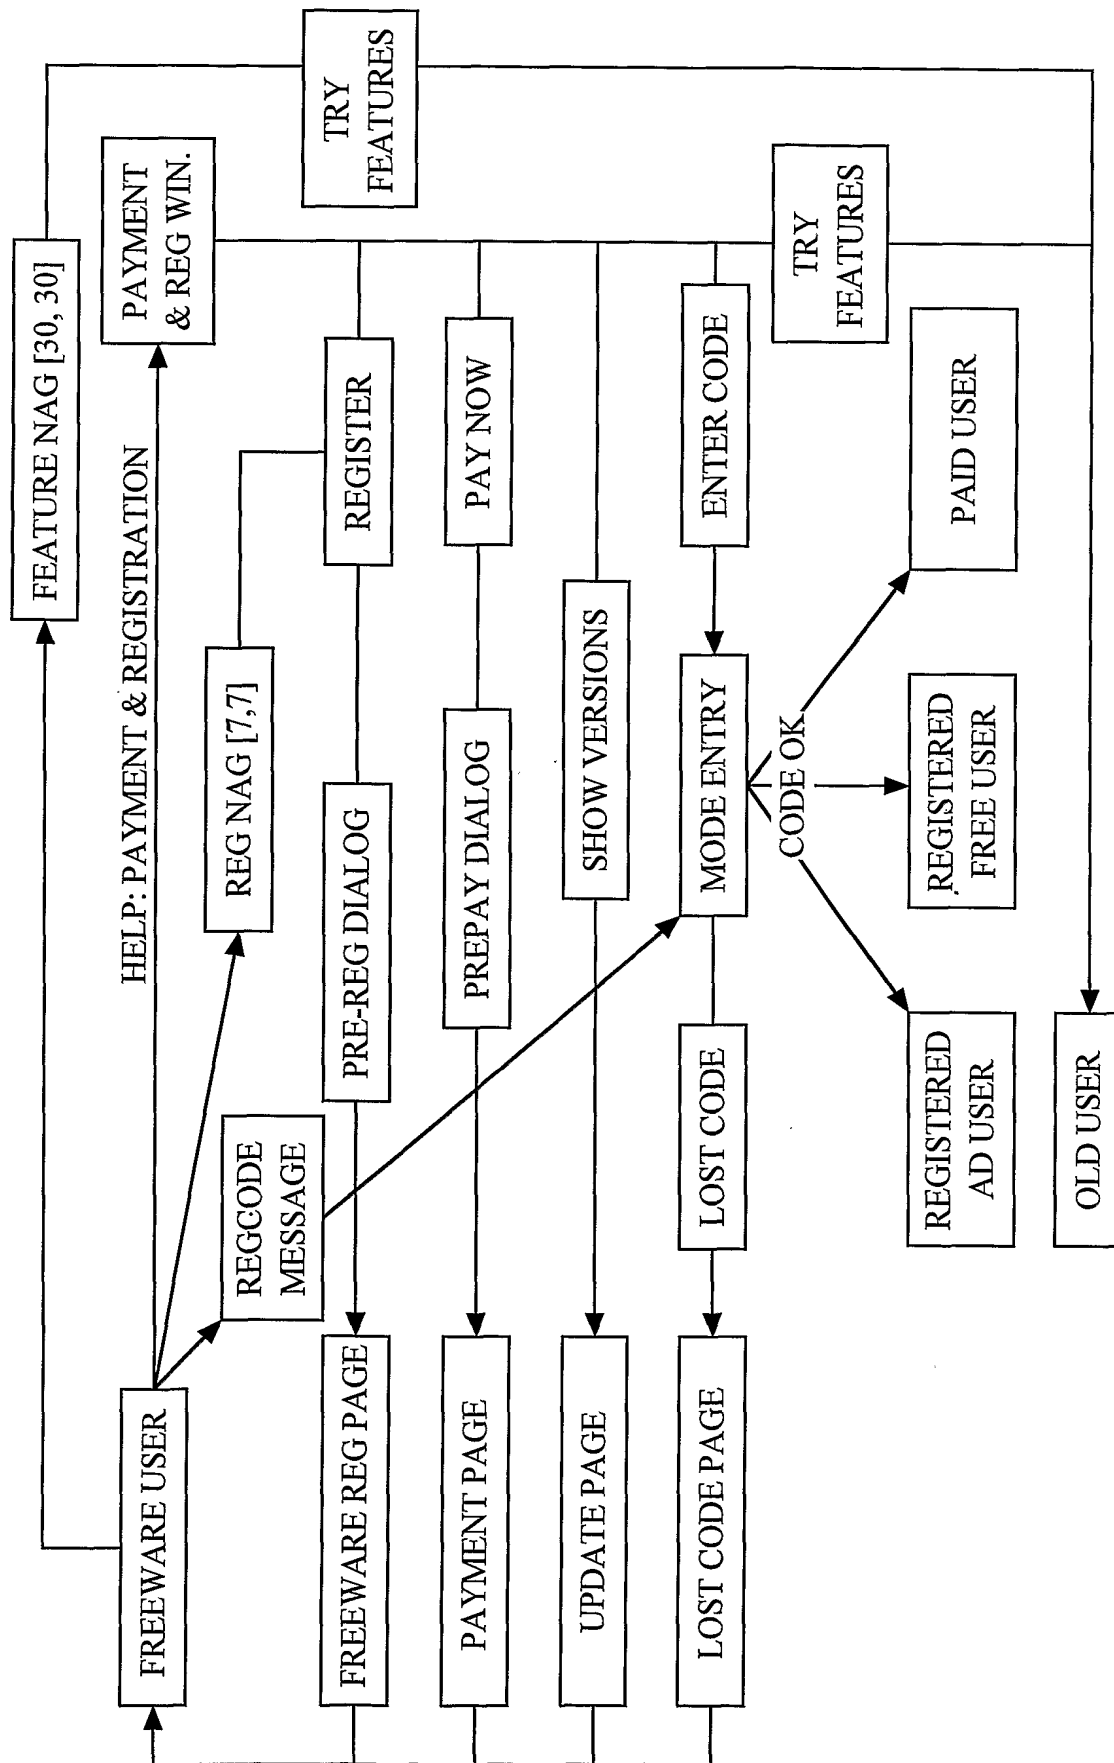 FEATURE NAG [30, 30]
TRY
FEATURES
HELP: PAYMENT & REGISTRATION
PAYMENT
& REG WIN.
FREEWARE USER
REG NAG [7,7]
REGCODE
MESSAGE
FREEWARE REG PAGE
PRE-REG DIALOG
REGISTER
PAYMENT PAGE
PREPAY DIALOG
PAY NOW
UPDATE PAGE
SHOW VERSIONS
LOST CODE PAGE
LOST CODE
MODE ENTRY
ENTER CODE
TRY
FEATURES
CODE OK
REGISTERED
AD USER
REGISTERED
FREE USER
PAID USER
OLD USER